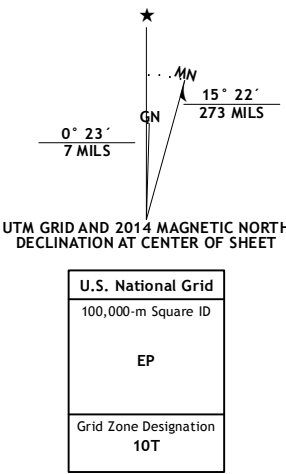 ★
MN
15° 22´
273 MILS
GN
0° 23´
7 MILS
UTM GRID AND 2014 MAGNETIC NORTH
DECLINATION AT CENTER OF SHEET
U.S. National Grid
100,000-m Square ID
EP
Grid Zone Designation
10T